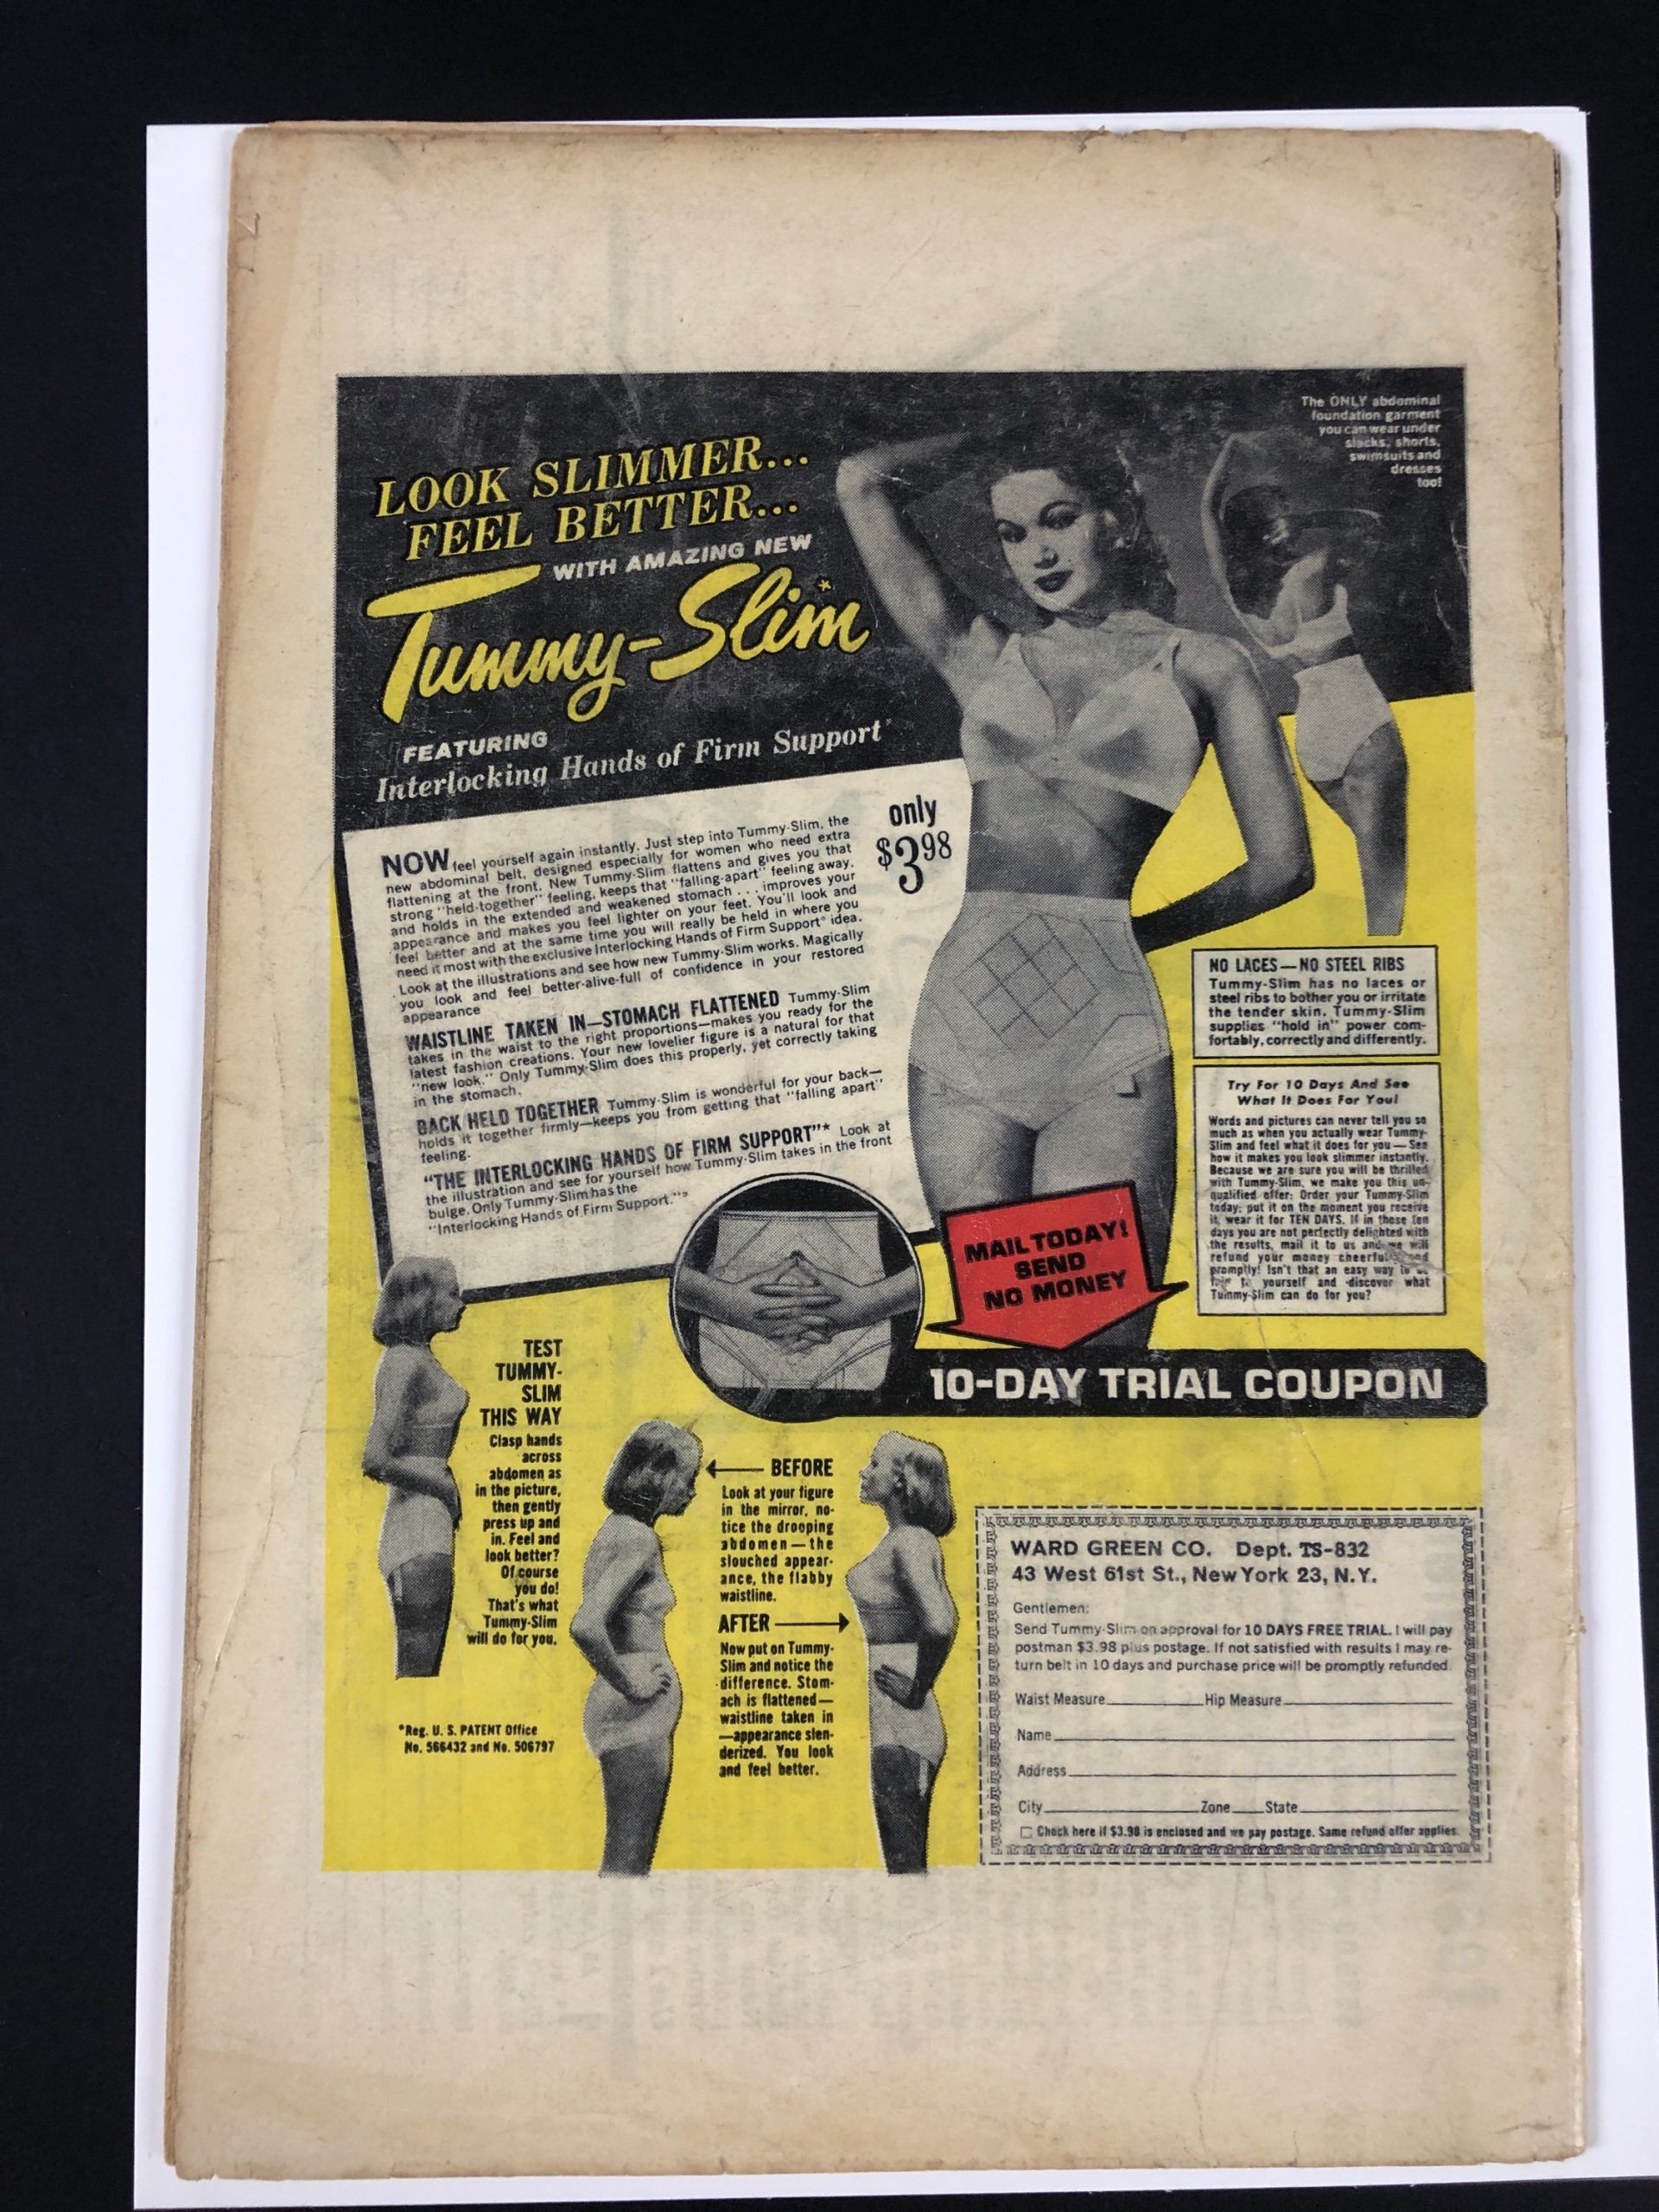 The ONLY abdominal
foundation garment
you can wear under
slacks, shorts,
swimsuits and
dresses
too!
LOOK SLIMMER...
FEEL BETTER...
WITH AMAZING NEW
Tummy-Slim*
FEATURING
Interlocking Hands of Firm Support*
only
$3.98
NOW feel yourself again instantly. Just step into Tummy-Slim, the
new abdominal belt, designed especially for women who need extra
flattening at the front. New Tummy-Slim flattens and gives you that
strong "held-together" feeling, keeps that "falling-apart" feeling away,
and holds in the extended and weakened stomach . . . improves your
appearance and makes you feel lighter on your feet. You'll look and
feel better and at the same time you will really be held in where you
need it most with the exclusive Interlocking Hands of Firm Support* idea.
Look at the illustrations and see how new Tummy-Slim works. Magically
you look and feel better-alive-full of confidence in your restored
appearance
WAISTLINE TAKEN IN—STOMACH FLATTENED Tummy-Slim
takes in the waist to the right proportions—makes you ready for the
latest fashion creations. Your new lovelier figure is a natural for that
"new look." Only Tummy-Slim does this properly, yet correctly taking
in the stomach.
BACK HELD TOGETHER Tummy-Slim is wonderful for your back—
holds it together firmly—keeps you from getting that "falling apart"
feeling.
"THE INTERLOCKING HANDS OF FIRM SUPPORT"* Look at
the illustration and see for yourself how Tummy-Slim takes in the front
bulge. Only Tummy-Slim has the
"Interlocking Hands of Firm Support."*
NO LACES—NO STEEL RIBS
Tummy-Slim has no laces or
steel ribs to bother you or irritate
the tender skin. Tummy-Slim
supplies "hold in" power com-
fortably, correctly and differently.
Try For 10 Days And See
What It Does For You!
Words and pictures can never tell you so
much as when you actually wear Tummy-
Slim and feel what it does for you—See
how it makes you look slimmer instantly.
Because we are sure you will be thrilled
with Tummy-Slim, we make you this un-
qualified offer: Order your Tummy-Slim
today; put it on the moment you receive
it, wear it for TEN DAYS. If in these ten
days you are not perfectly delighted with
the results, mail it to us and we will
refund your money cheerfully and
promptly! Isn't that an easy way to be
fair to yourself and discover what
Tummy-Slim can do for you?
MAIL TODAY!
SEND
NO MONEY
10-DAY TRIAL COUPON
TEST
TUMMY-
SLIM
THIS WAY
Clasp hands
across
abdomen as
in the picture,
then gently
press up and
in. Feel and
look better?
Of course
you do!
That's what
Tummy-Slim
will do for you.
BEFORE
Look at your figure
in the mirror, no-
tice the drooping
abdomen—the
slouched appear-
ance, the flabby
waistline.
AFTER
Now put on Tummy-
Slim and notice the
difference. Stom-
ach is flattened—
waistline taken in
—appearance slen-
derized. You look
and feel better.
*Reg. U. S. PATENT Office
No. 566432 and No. 506797
WARD GREEN CO. Dept. TS-832
43 West 61st St., New York 23, N.Y.
Gentlemen:
Send Tummy-Slim on approval for 10 DAYS FREE TRIAL. I will pay
postman $3.98 plus postage. If not satisfied with results I may re-
turn belt in 10 days and purchase price will be promptly refunded
Waist Measure Hip Measure
Name
Address
City Zone State
Check here if $3.98 is enclosed and we pay postage. Same refund offer applies.